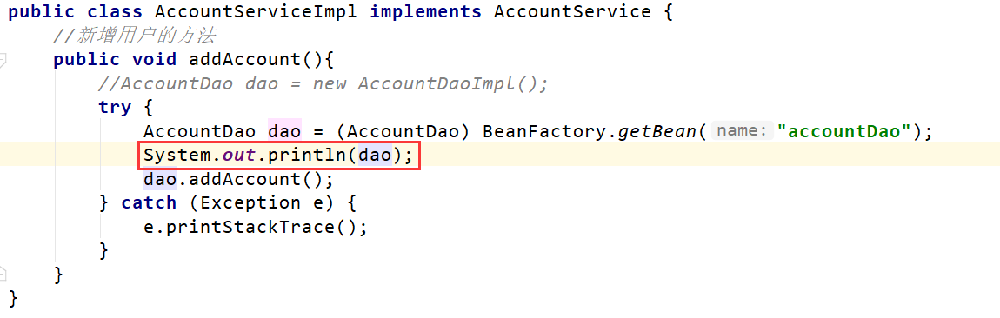 public class AccountServiceImpl implements AccountService {
//新增用户的方法
public void addAccount(){
//AccountDao dao = new AccountDaoImpl();
try {
AccountDao dao = (AccountDao) BeanFactory.getBean( name: "accountDao");
System.out.println(dao);
dao.addAccount();
} catch (Exception e) {
e.printStackTrace();
}
}
}